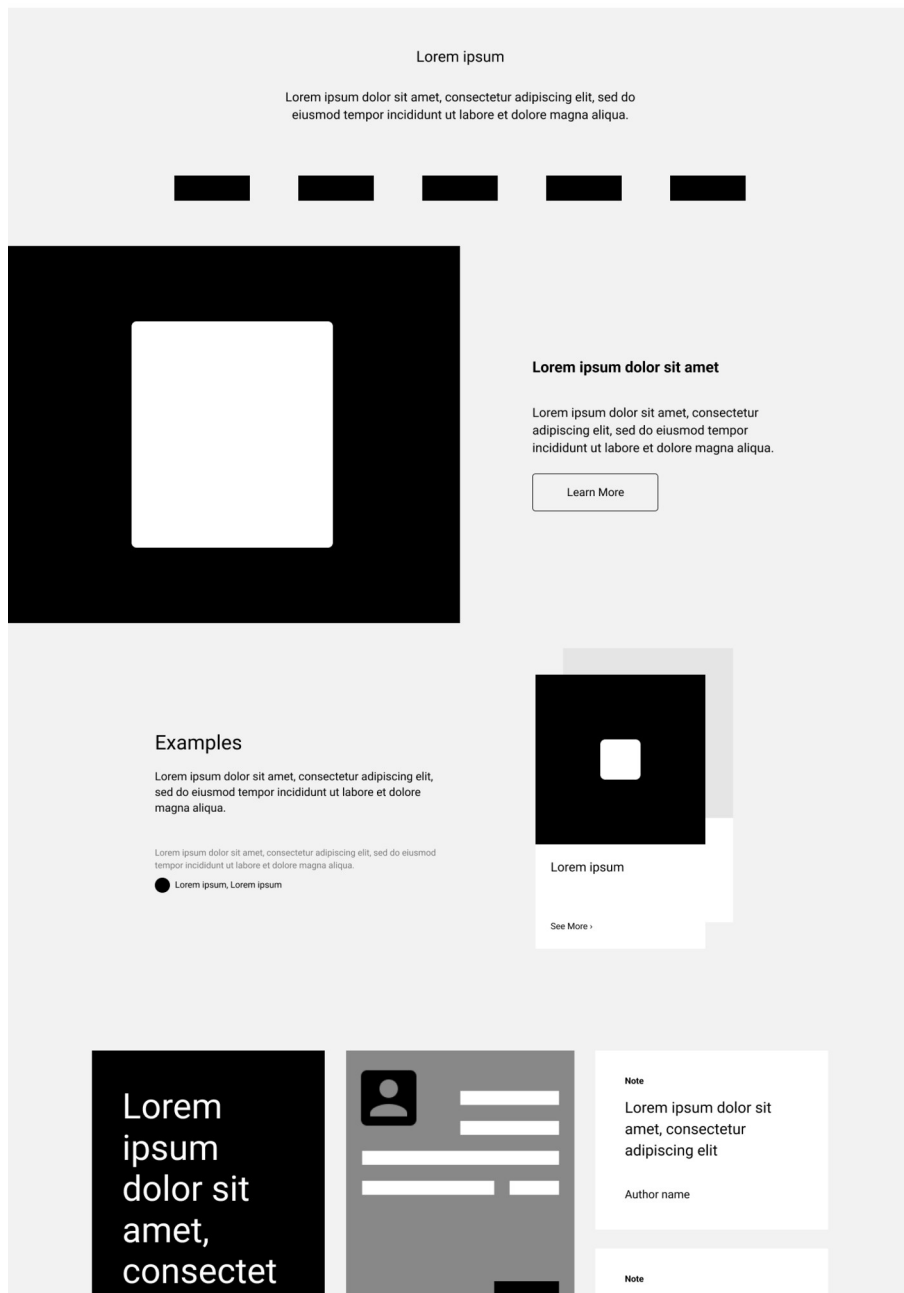 Lorem ipsum
Lorem ipsum dolor sit amet, consectetur adipiscing elit, sed do
eiusmod tempor incididunt ut labore et dolore magna aliqua.
Lorem ipsum dolor sit amet
Lorem ipsum dolor sit amet, consectetur
adipiscing elit, sed do eiusmod tempor
incididunt ut labore et dolore magna aliqua.
Learn More
Examples
Lorem ipsum dolor sit amet, consectetur adipiscing elit,
sed do eiusmod tempor incididunt ut labore et dolore
magna aliqua.
Lorem ipsum dolor sit amet, consectetur adipiscing elit, sed do eiusmod
tempor incididunt ut labore et dolore magna aliqua.
Lorem ipsum, Lorem ipsum
Lorem ipsum
See More ›
Lorem
ipsum
dolor sit
amet,
consectet
Note
Lorem ipsum dolor sit
amet, consectetur
adipiscing elit
Author name
Note